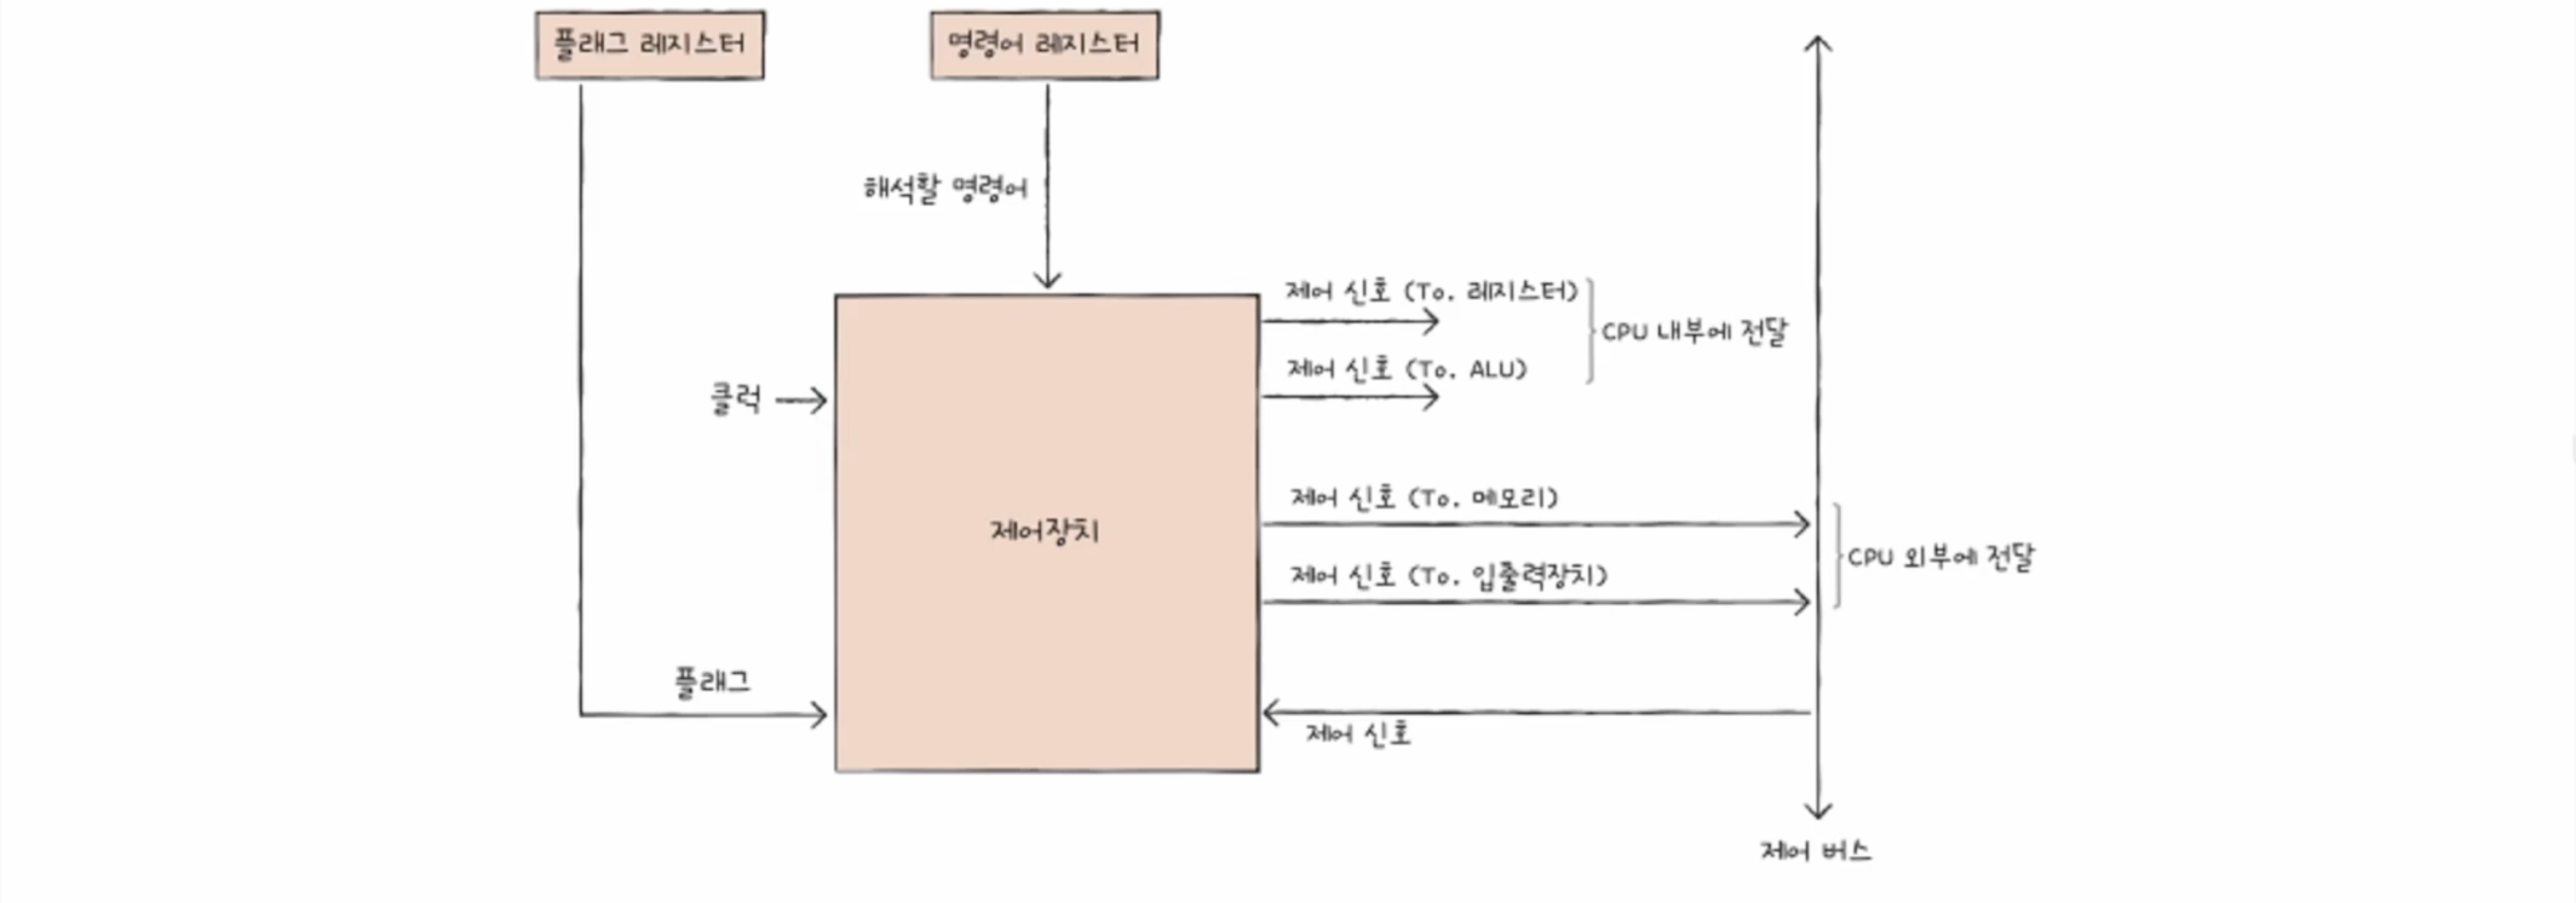 플래그 레지스터
명령어 레지스터
해석할 명령어
제어 신호 (To. 레지스터)
CPU 내부에 전달
제어 신호 (To. ALU)
클럭
제어 신호 (To. 메모리)
제어장치
CPU 외부에 전달
제어 신호 (To. 입출력장치)
플래그
제어 신호
제어 버스